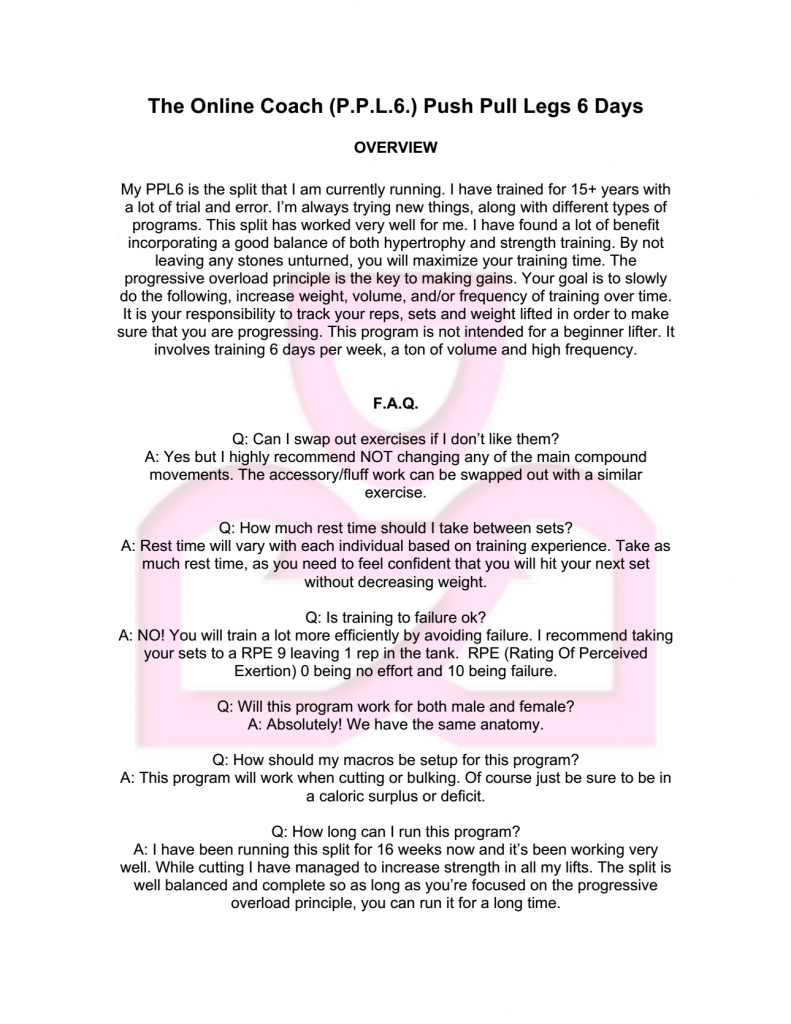 The Online Coach (P.P.L.6.) Push Pull Legs 6 Days
OVERVIEW
My PPL6 is the split that I am currently running. I have trained for 15+ years with
a lot of trial and error. I’m always trying new things, along with different types of
programs. This split has worked very well for me. I have found a lot of benefit
incorporating a good balance of both hypertrophy and strength training. By not
leaving any stones unturned, you will maximize your training time. The
progressive overload principle is the key to making gains. Your goal is to slowly
do the following, increase weight, volume, and/or frequency of training over time.
It is your responsibility to track your reps, sets and weight lifted in order to make
sure that you are progressing. This program is not intended for a beginner lifter. It
involves training 6 days per week, a ton of volume and high frequency.
F.A.Q.
Q: Can I swap out exercises if I don’t like them?
A: Yes but I highly recommend NOT changing any of the main compound
movements. The accessory/fluff work can be swapped out with a similar
exercise.
Q: How much rest time should I take between sets?
A: Rest time will vary with each individual based on training experience. Take as
much rest time, as you need to feel confident that you will hit your next set
without decreasing weight.
Q: Is training to failure ok?
A: NO! You will train a lot more efficiently by avoiding failure. I recommend taking
your sets to a RPE 9 leaving 1 rep in the tank.  RPE (Rating Of Perceived
Exertion) 0 being no effort and 10 being failure.
Q: Will this program work for both male and female?
A: Absolutely! We have the same anatomy.
Q: How should my macros be setup for this program?
A: This program will work when cutting or bulking. Of course just be sure to be in
a caloric surplus or deficit.
Q: How long can I run this program?
A: I have been running this split for 16 weeks now and it’s been working very
well. While cutting I have managed to increase strength in all my lifts. The split is
well balanced and complete so as long as you’re focused on the progressive
overload principle, you can run it for a long time.